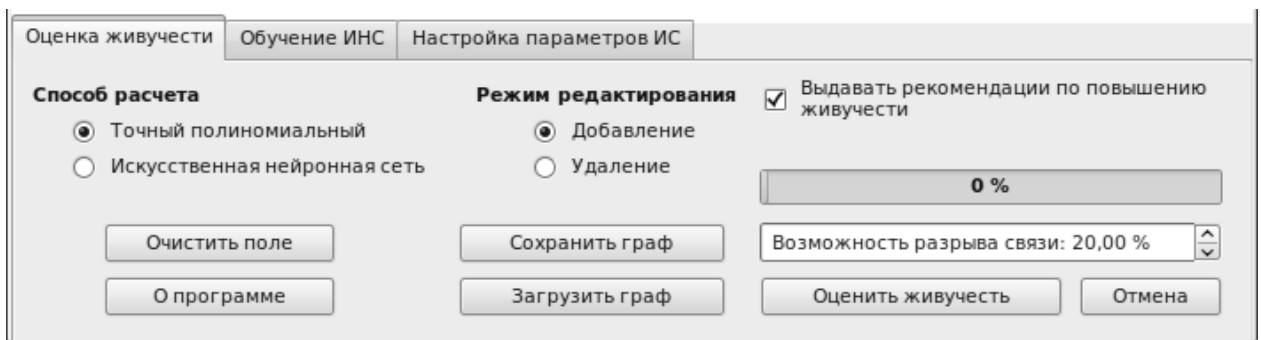 Оценка живучести
Обучение ИНС
Настройка параметров ИС
Способ расчета
Точный полиномиальный
Искусственная нейронная сеть
Режим редактирования
Добавление
Удаление
Выдавать рекомендации по повышению
живучести
0 %
Очистить поле
Сохранить граф
Возможность разрыва связи: 20,00 %
О программе
Загрузить граф
Оценить живучесть
Отмена